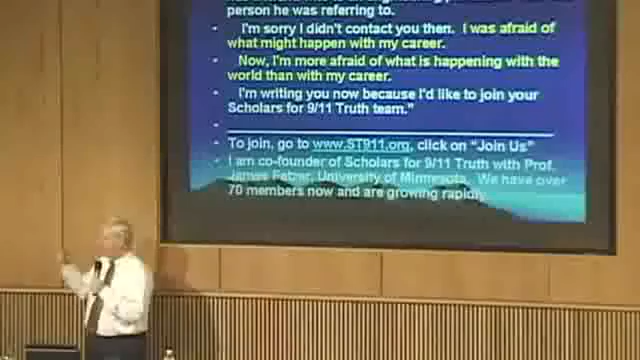 person he was referring to.
I'm sorry I didn't contact you then. I was afraid of
what might happen with my career.
Now, I'm more afraid of what is happening with the
world than with my career.
I'm writing you now because I'd like to join your
Scholars for 9/11 Truth team."
To join, go to www.ST911.org, click on "Join Us"
I am co-founder of Scholars for 9/11 Truth with Prof.
James Fetzer, University of Minnesota. We have over
70 members now and are growing rapidly.